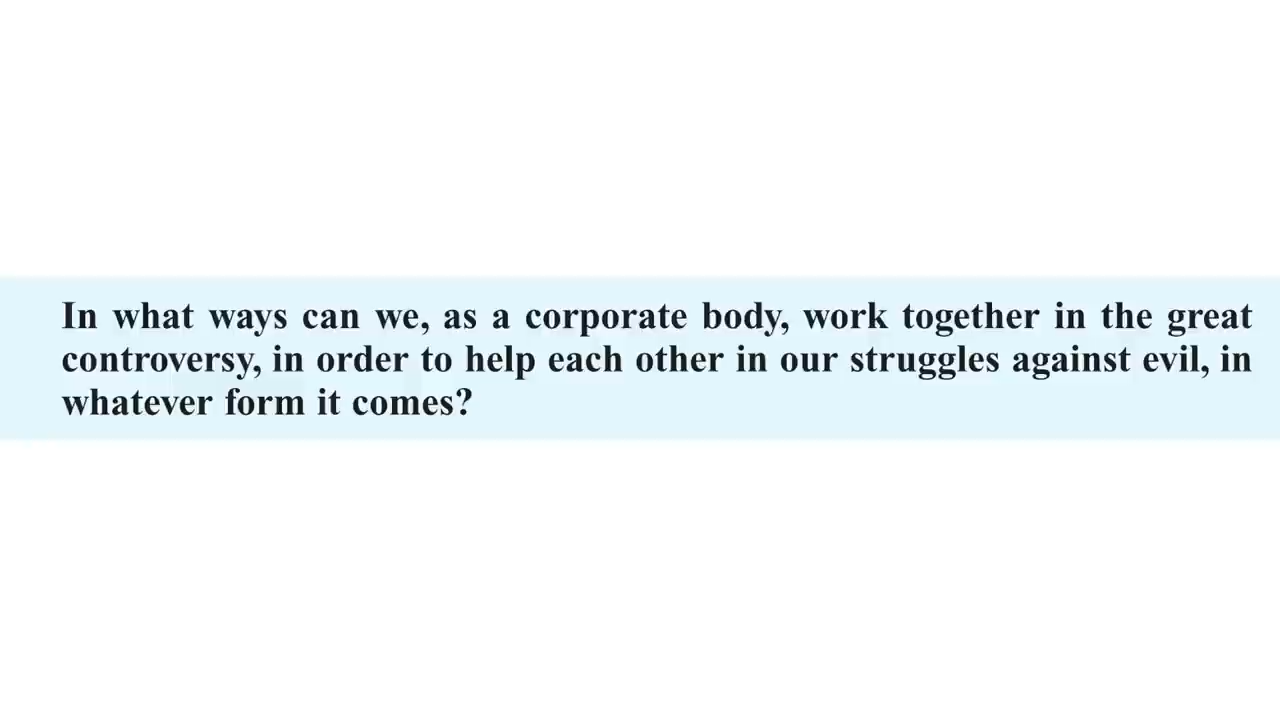 In what ways can we, as a corporate body, work together in the great
controversy, in order to help each other in our struggles against evil, in
whatever form it comes?